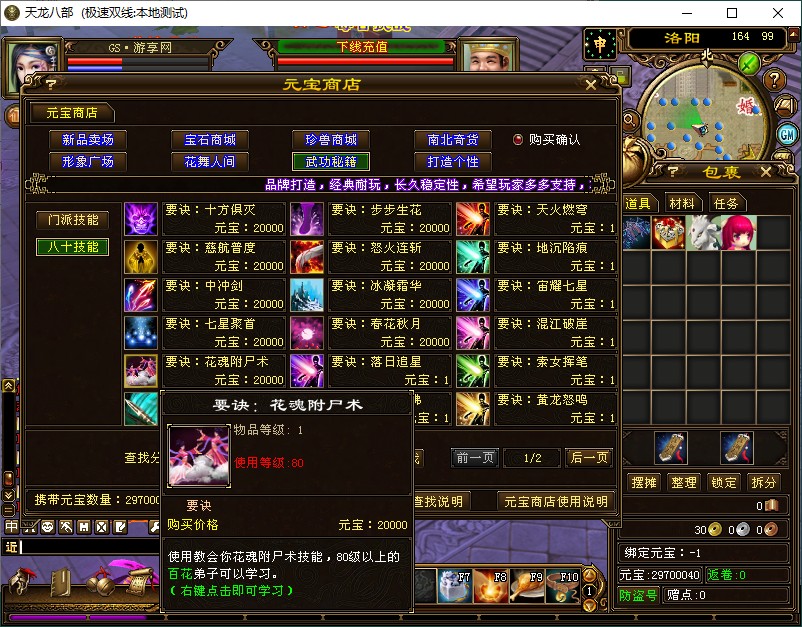 天龙八部 (极速双线:本地测试)
GS·游享网
下线充值
申
洛阳
164 99
北
元宝商店
元宝商店
新品卖场
宝石商城
珍兽商城
南北奇货
购买确认
形象广场
花舞人间
武功秘籍
打造个性
品牌打造,经典耐玩,长久稳定性,希望玩家多多支持,
门派技能
八十技能
要诀:十方俱灭
元宝:20000
要诀:步步生花
元宝:20000
要诀:天火燃穹
元宝:1
要诀:慈航普度
元宝:20000
要诀:怒火连斩
元宝:20000
要诀:地沉陷痕
元宝:1
要诀:中冲剑
元宝:20000
要诀:冰凝霜华
元宝:20000
要诀:宙耀七星
元宝:1
要诀:七星聚首
元宝:20000
要诀:春花秋月
元宝:20000
要诀:混江破崖
元宝:1
要诀:花魂附尸术
元宝:20000
要诀:落日追星
元宝:1
要诀:索女挥笔
元宝:1
元宝:1
要诀:黄龙怒鸣
元宝:1
要诀: 花魂附尸术
物品等级: 1
使用等级:80
要诀
购买价格
元宝:20000
使用教会你花魂附尸术技能,80级以上的
百花弟子可以学习。
(右键点击即可学习)
查找分
前一页
1/2
后一页
携带元宝数量:29700
查找说明
元宝商店使用说明
婚
GM
包裹
道具
材料
任务
摆摊
整理
锁定
拆分
0
30
0
0
绑定元宝:-1
元宝:29700040
返卷:0
防盗号
赠点:0
近
F7
F8
F9
F10
1